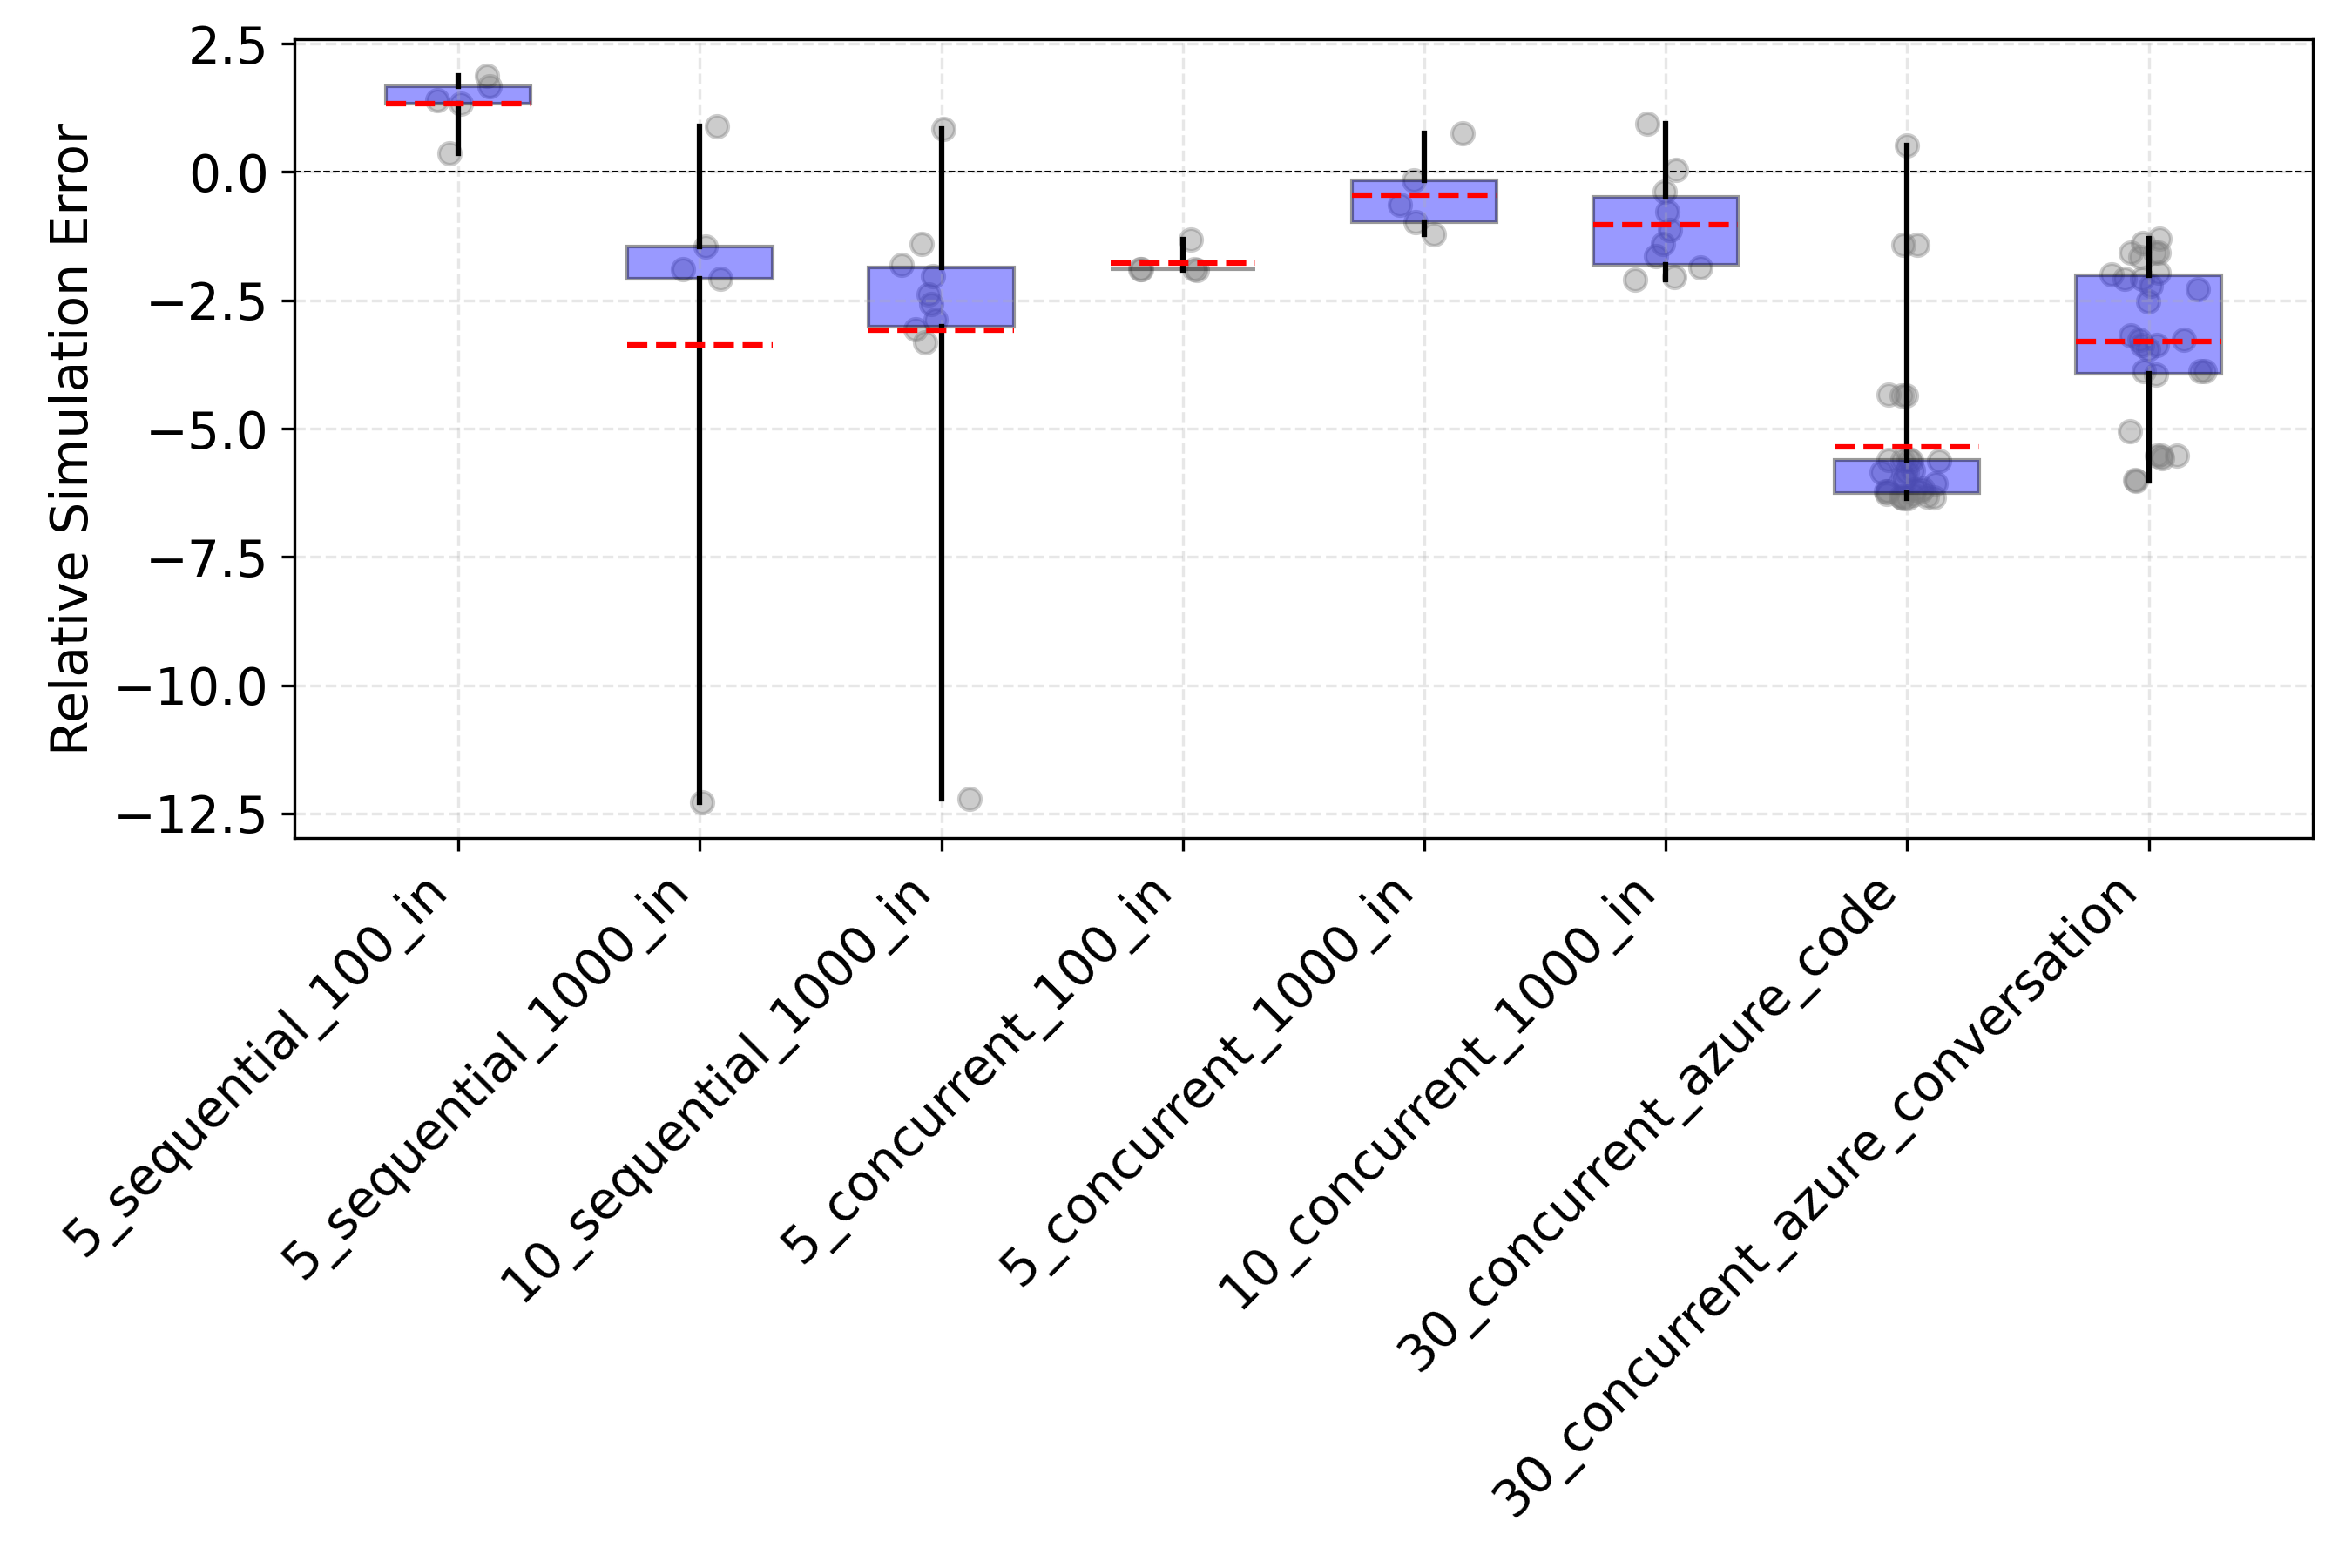 Relative Simulation Error
2.5
0.0
−2.5
−5.0
−7.5
−10.0
−12.5
5_sequential_100_in
5_sequential_1000_in
10_sequential_1000_in
5_concurrent_100_in
5_concurrent_1000_in
10_concurrent_1000_in
30_concurrent_azure_code
30_concurrent_azure_conversation